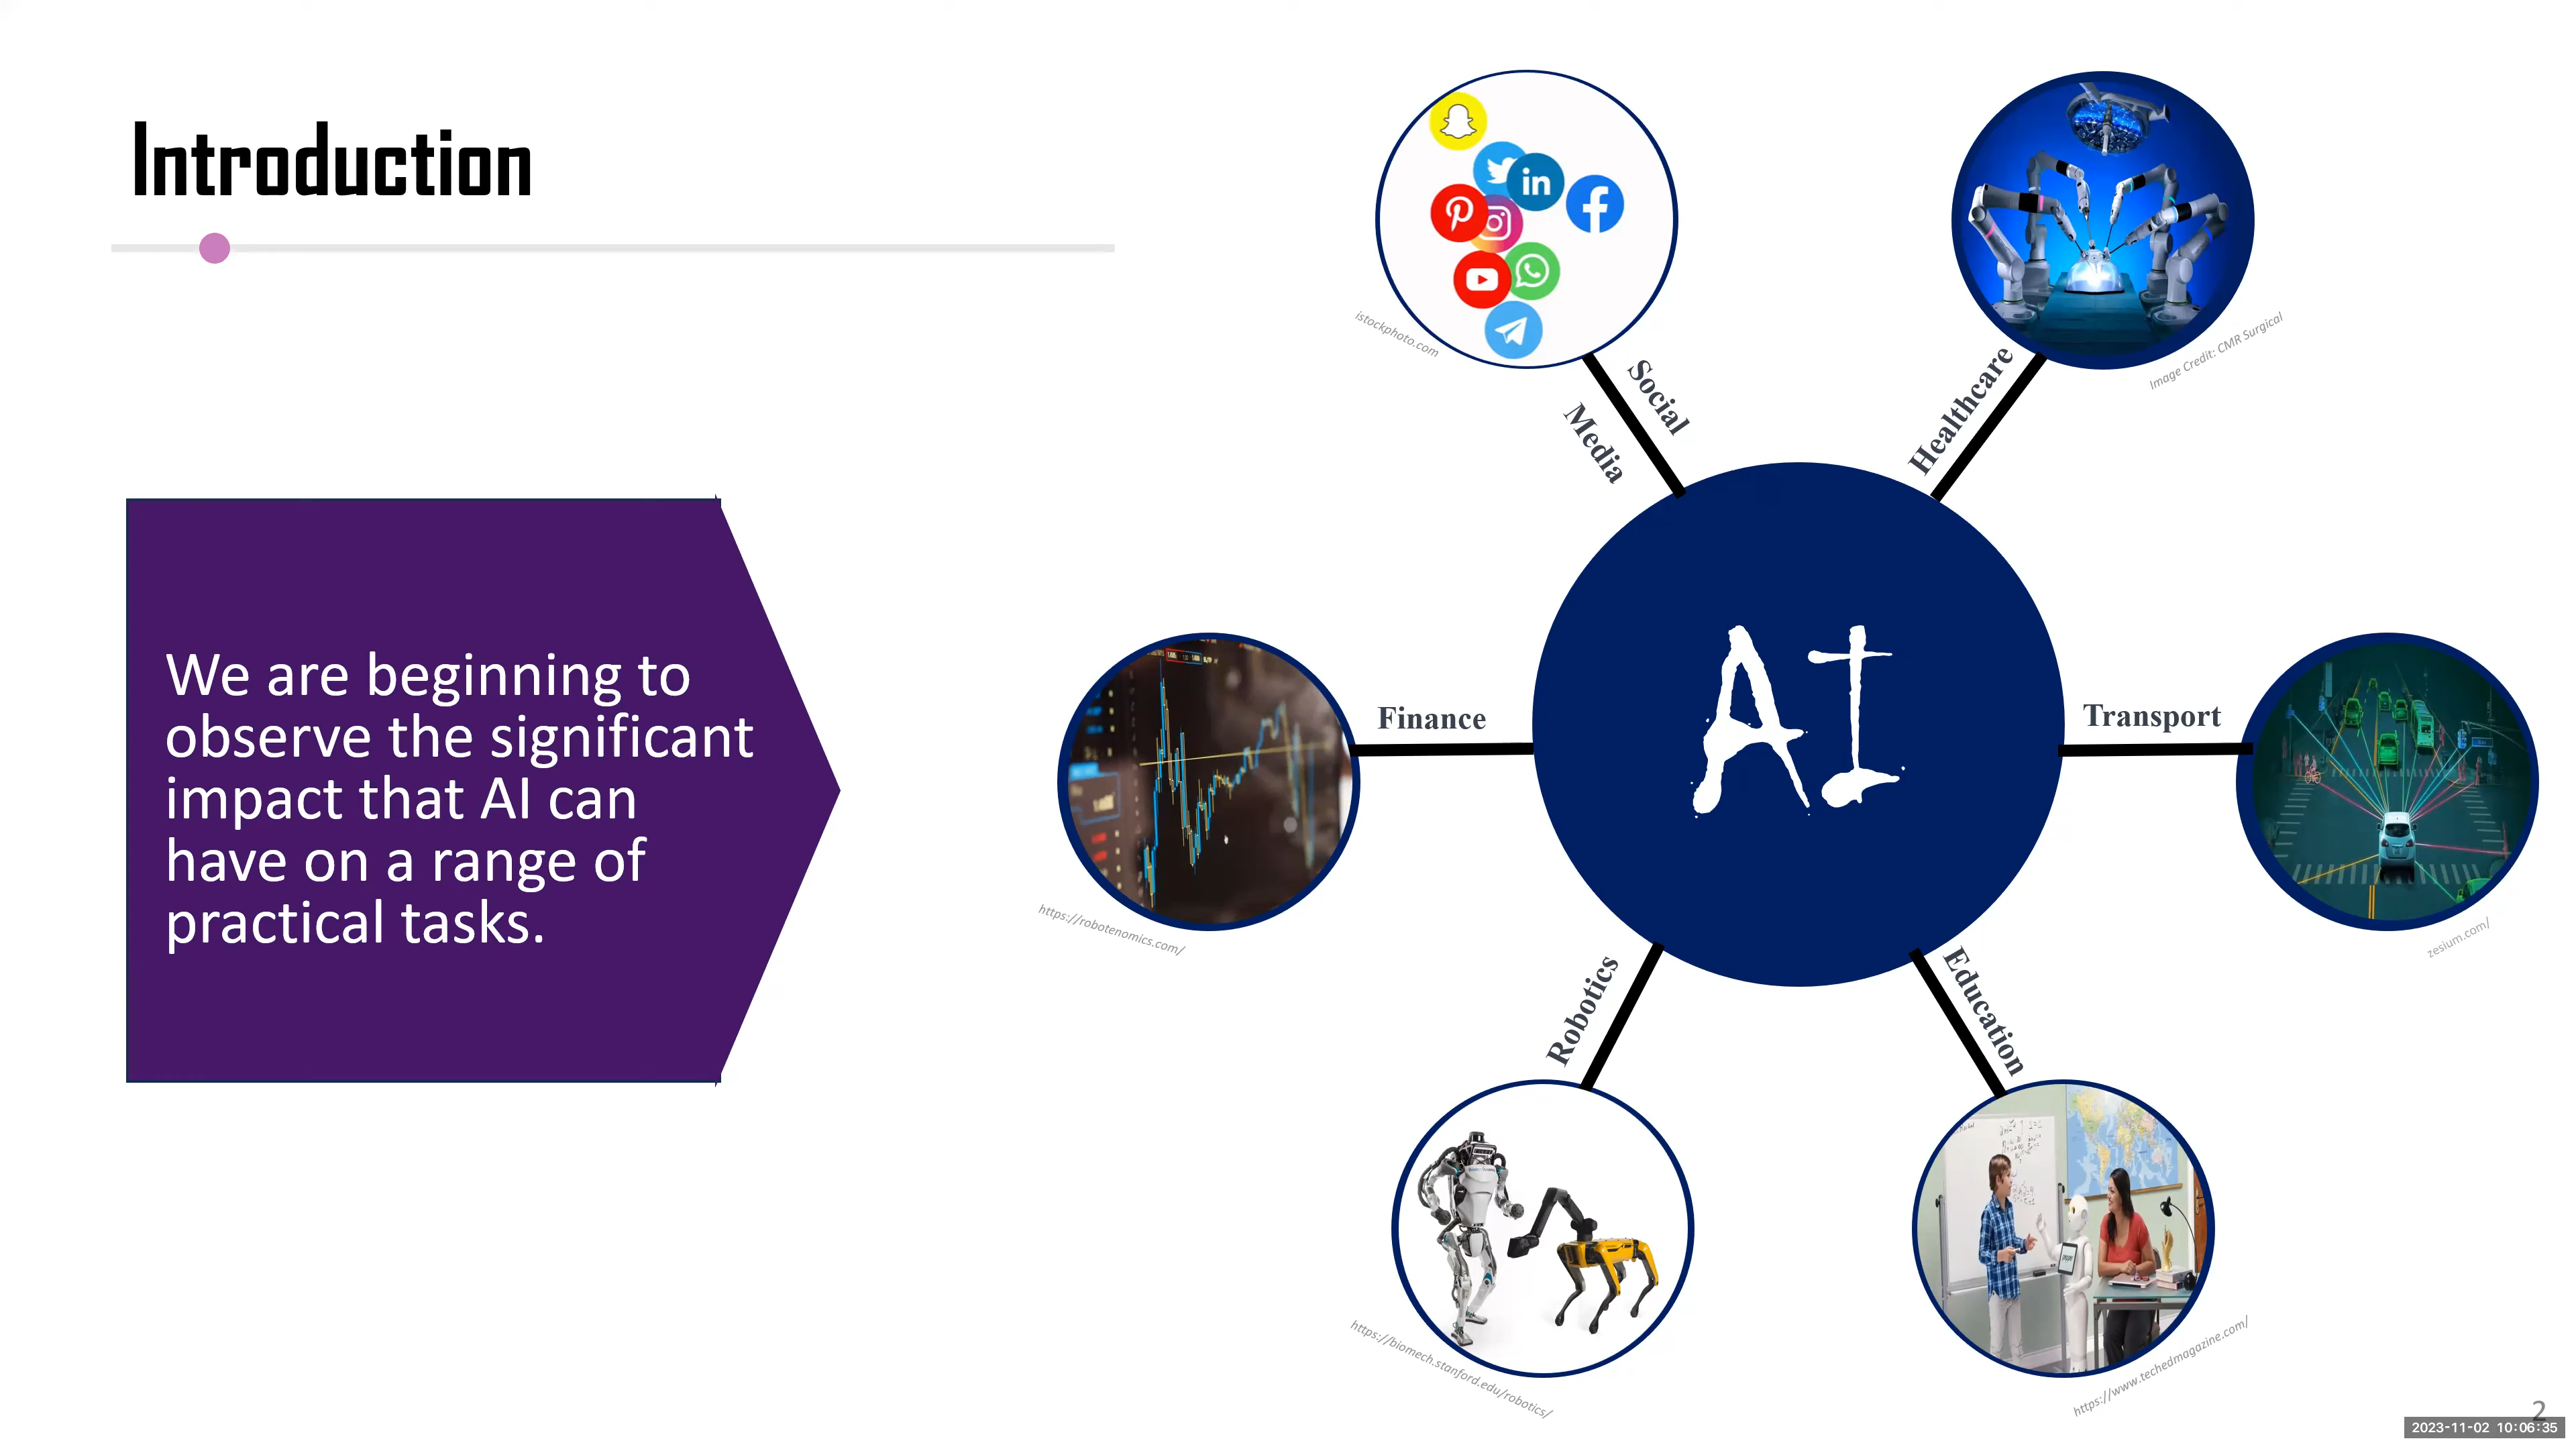 Introduction
We are beginning to
observe the significant
impact that AI can
have on a range of
practical tasks.
istockphoto.com
Social
Media
in
Image Credit: CMR Surgical
Healthcare
AI
Finance
https://robotenomics.com/
Transport
zesium.com/
Robotics
https://biomech.stanford.edu/robotics/
Education
https://www.techedmagazine.com/
2
2023-11-02 10:06:35